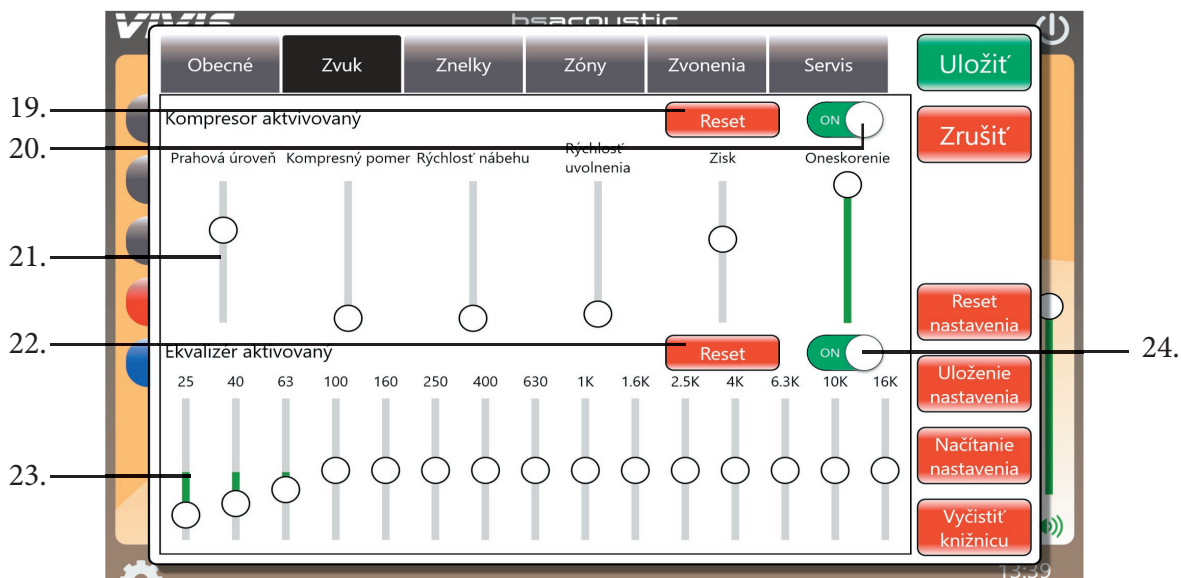 VIVIS bsacoustic
Obecné Zvuk Znelky Zóny Zvonenia Servis Uložiť
19.
Kompresor aktvivovaný Reset ON Zrušiť
20.
Prahová úroveň Kompresný pomer Rýchlosť nábehu Rýchlosť uvolnenia Zisk Oneskorenie
21.
Reset
nastavenia
22.
Ekvalizér aktivovaný Reset ON
24.
Uloženie
nastavenia
25 40 63 100 160 250 400 630 1K 1.6K 2.5K 4K 6.3K 10K 16K
Načítanie
nastavenia
23.
Vyčistiť
knižnicu
13:39